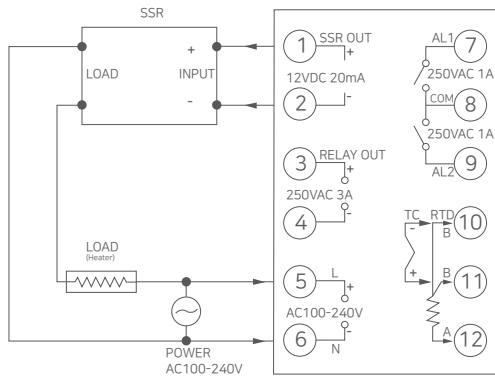 SSR
+
LOAD
INPUT
-
LOAD
(Heater)
POWER
AC100-240V
1
SSR OUT
+
12VDC 20mA
2
-
3
RELAY OUT
+
250VAC 3A
4
-
5
L
+
AC100-240V
6
-
N
AL1
7
250VAC 1A
COM
8
250VAC 1A
9
AL2
TC
RTD
10
-
B
+
B
11
A
12